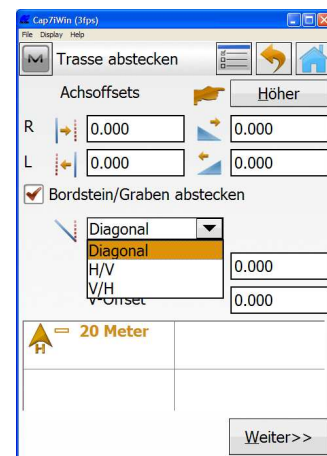 Cap7iWin (3fps)
File Display Help
M Trasse abstecken
Achsoffsets Höher
R 0.000 0.000
L 0.000 0.000
Bordstein/Graben abstecken
Diagonal
Diagonal
H/V 0.000
V/H
V-Offset 0.000
20 Meter
H
Weiter>>